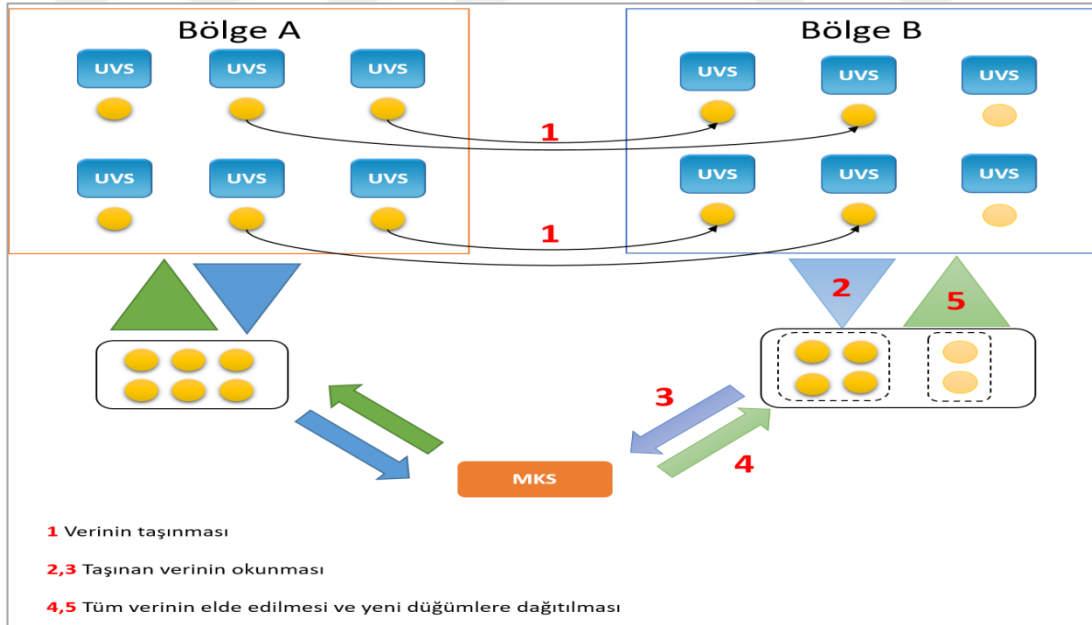 Bölge A
Bölge B
UVS UVS UVS
UVS UVS UVS
1
UVS UVS UVS
UVS UVS UVS
1
2
5
3
4
MKS
1 Verinin taşınması
2,3 Taşınan verinin okunması
4,5 Tüm verinin elde edilmesi ve yeni düğümlere dağıtılması